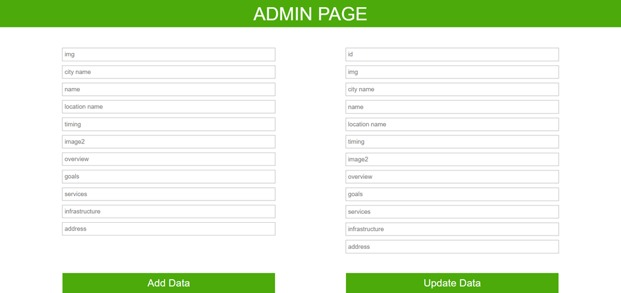 ADMIN PAGE
img
city name
name
location name
timing
image2
overview
goals
services
infrastructure
address
Add Data
id
img
city name
name
location name
timing
image2
overview
goals
services
infrastructure
address
Update Data